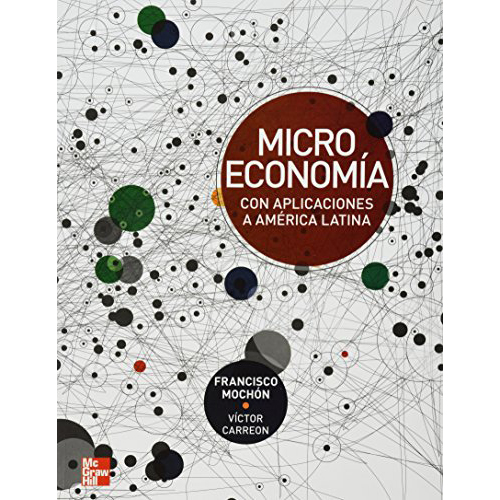 MICRO
ECONOMÍA
CON APLICACIONES
A AMÉRICA LATINA
FRANCISCO
MOCHÓN
VÍCTOR
CARREON
Mc
Graw
Hill